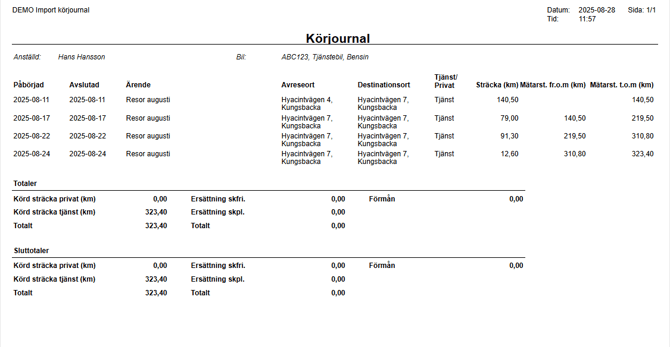 DEMO Import körjournal Datum: 2025-08-28 Sida: 1/1
Tid: 11:57
Körjournal
Anställd: Hans Hansson Bil: ABC123, Tjänstebil, Bensin
Påbörjad Avslutad Ärende Avreseort Destinationsort Tjänst/ Privat Sträcka (km) Mätarst. fr.o.m (km) Mätarst. t.o.m (km)
2025-08-11 2025-08-11 Resor augusti Hyacintvägen 4, Hyacintvägen 7, Tjänst 140,50 140,50
Kungsbacka Kungsbacka
2025-08-17 2025-08-17 Resor augusti Hyacintvägen 7, Hyacintvägen 7, Tjänst 79,00 140,50 219,50
Kungsbacka Kungsbacka
2025-08-22 2025-08-22 Resor augusti Hyacintvägen 7, Hyacintvägen 7, Tjänst 91,30 219,50 310,80
Kungsbacka Kungsbacka
2025-08-24 2025-08-24 Resor augusti Hyacintvägen 7, Hyacintvägen 7, Tjänst 12,60 310,80 323,40
Kungsbacka Kungsbacka
Totaler
Körd sträcka privat (km) 0,00 Ersättning skfri. 0,00 Förmån 0,00
Körd sträcka tjänst (km) 323,40 Ersättning skpl. 0,00
Totalt 323,40 Totalt 0,00
Sluttotaler
Körd sträcka privat (km) 0,00 Ersättning skfri. 0,00 Förmån 0,00
Körd sträcka tjänst (km) 323,40 Ersättning skpl. 0,00
Totalt 323,40 Totalt 0,00